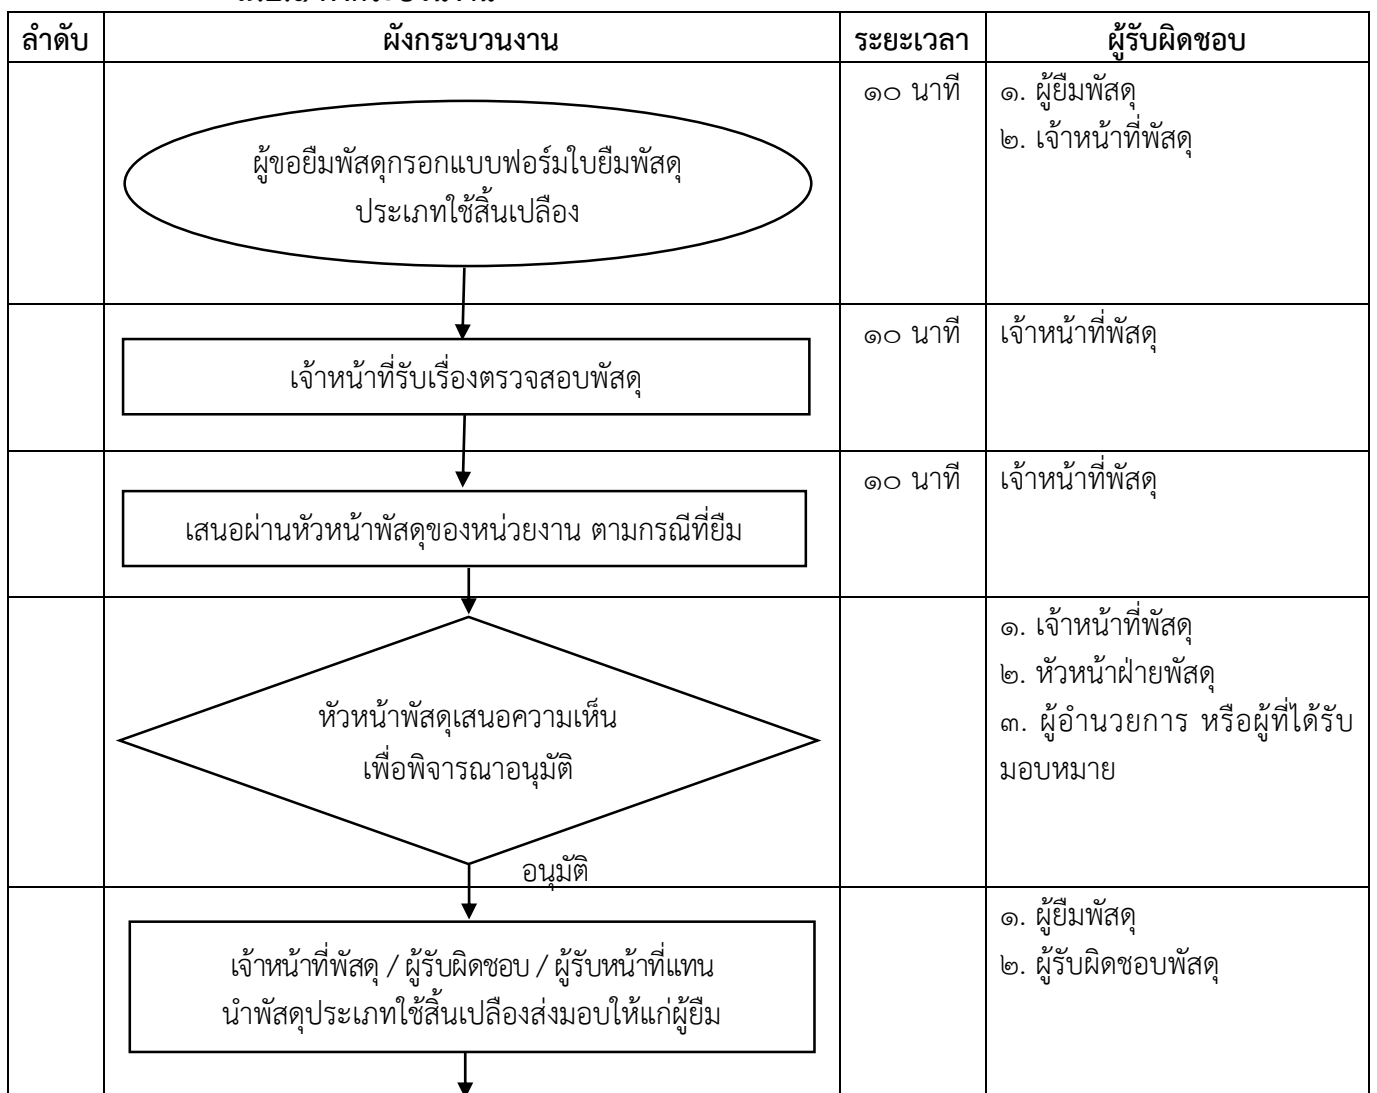 ลำดับ ผังกระบวนงาน ระยะเวลา ผู้รับผิดชอบ
ผู้ขอยืมพัสดุกรอกแบบฟอร์มใบยืมพัสดุ
ประเภทใช้สิ้นเปลือง
๑๐ นาที
๑. ผู้ยืมพัสดุ
๒. เจ้าหน้าที่พัสดุ
เจ้าหน้าที่รับเรื่องตรวจสอบพัสดุ
๑๐ นาที
เจ้าหน้าที่พัสดุ
เสนอผ่านหัวหน้าพัสดุของหน่วยงาน ตามกรณีที่ยืม
๑๐ นาที
เจ้าหน้าที่พัสดุ
หัวหน้าพัสดุเสนอความเห็น
เพื่อพิจารณาอนุมัติ
อนุมัติ
๑. เจ้าหน้าที่พัสดุ
๒. หัวหน้าฝ่ายพัสดุ
๓. ผู้อำนวยการ หรือผู้ที่ได้รับ
มอบหมาย
เจ้าหน้าที่พัสดุ / ผู้รับผิดชอบ / ผู้รับหน้าที่แทน
นำพัสดุประเภทใช้สิ้นเปลืองส่งมอบให้แก่ผู้ยืม
๑. ผู้ยืมพัสดุ
๒. ผู้รับผิดชอบพัสดุ